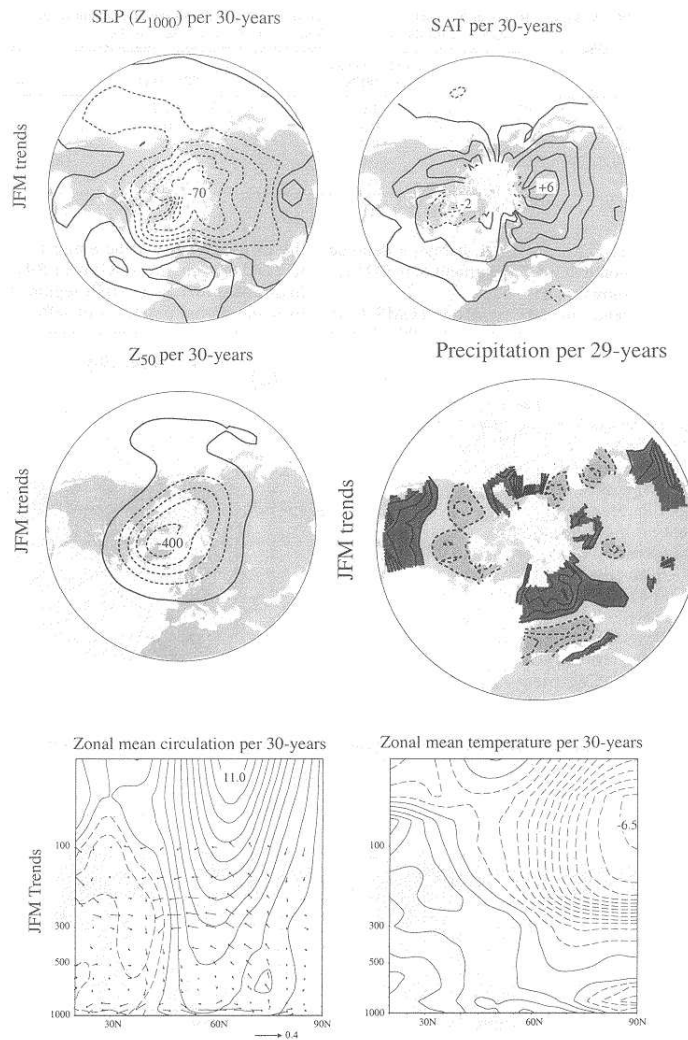 SLP (Z1000) per 30-years
SAT per 30-years
JFM trends
-70
-2
+6
Z50 per 30-years
Precipitation per 29-years
JFM trends
-400
JFM trends
Zonal mean circulation per 30-years
Zonal mean temperature per 30-years
JFM Trends
11.0
100
300
500
1000
30N
60N
90N
0.4
-6.5
100
300
500
1000
30N
60N
90N